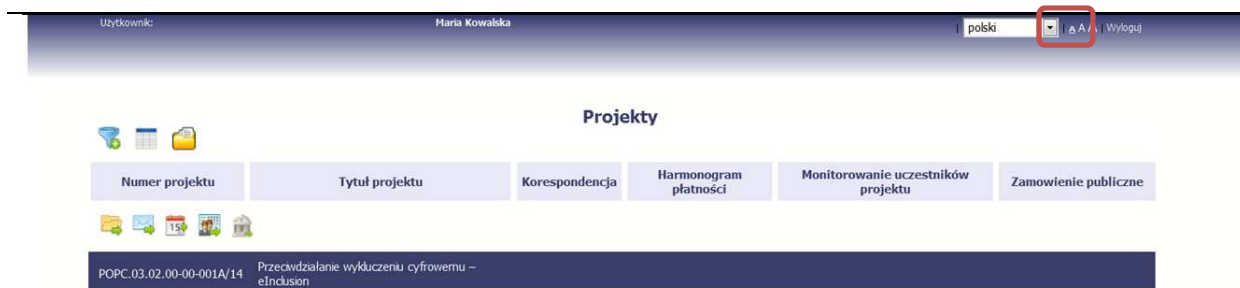 Użytkownik: Maria Kowalska | polski | A A A | Wyloguj
Projekty
Numer projektu Tytuł projektu Korespondencja Harmonogram płatności Monitorowanie uczestników projektu Zamowienie publiczne
15
POPC.03.02.00-00-001A/14 Przeciwdziałanie wykluczeniu cyfrowemu –
eInclusion